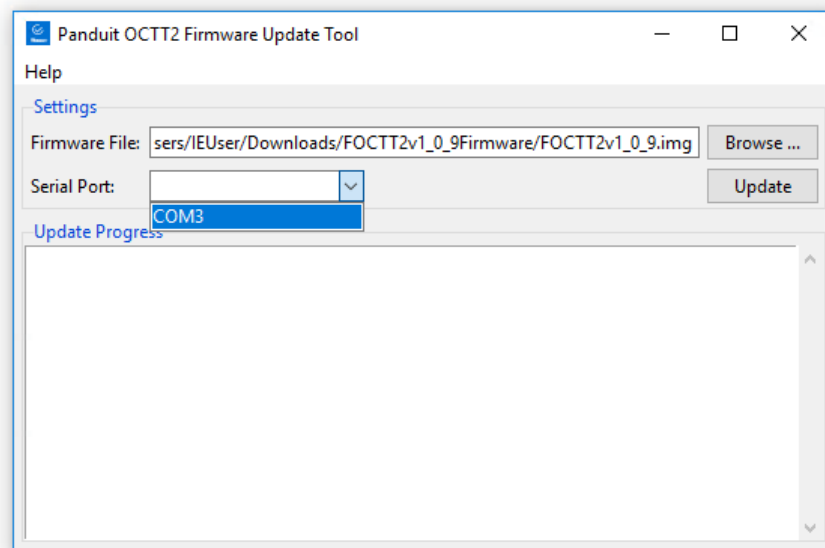 Panduit OCTT2 Firmware Update Tool
Help
Settings
Firmware File: sers/IEUser/Downloads/FOCTT2v1_0_9Firmware/FOCTT2v1_0_9.img Browse ...
Serial Port: Update
COM3
Update Progress